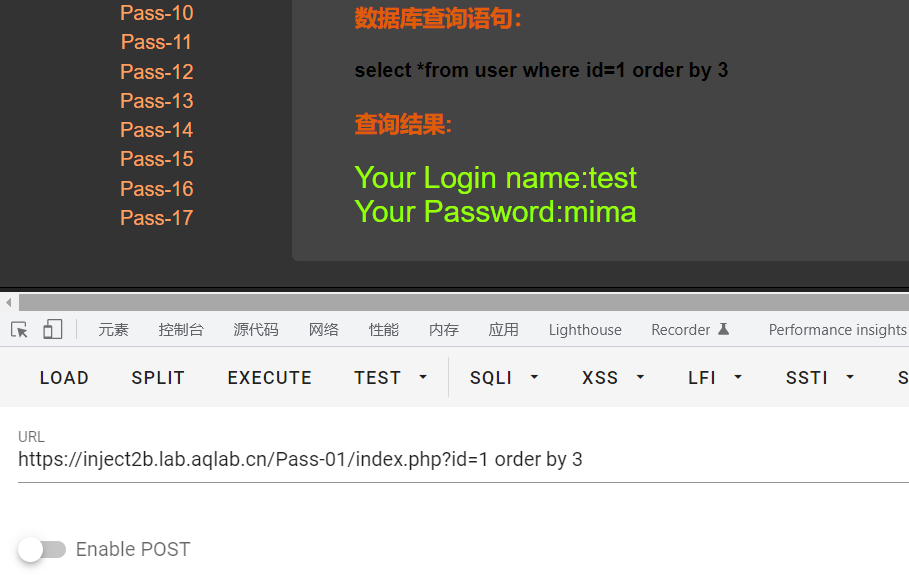 Pass-10
Pass-11
Pass-12
Pass-13
Pass-14
Pass-15
Pass-16
Pass-17
数据库查询语句：
select *from user where id=1 order by 3
查询结果:
Your Login name:test
Your Password:mima
元素 控制台 源代码 网络 性能 内存 应用 Lighthouse Recorder Performance insights
LOAD SPLIT EXECUTE TEST SQLI XSS LFI SSTI S
URL
https://inject2b.lab.aqlab.cn/Pass-01/index.php?id=1 order by 3
Enable POST